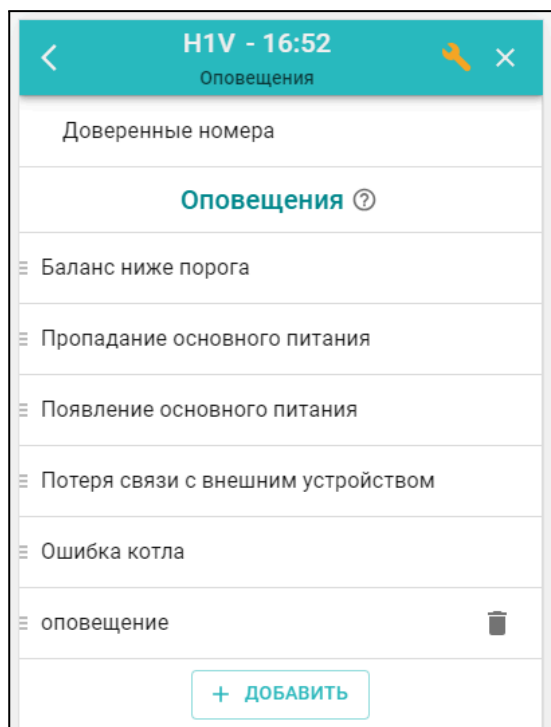 H1V - 16:52
Оповещения
Доверенные номера
Оповещения
Баланс ниже порога
Пропадание основного питания
Появление основного питания
Потеря связи с внешним устройством
Ошибка котла
оповещение
+ ДОБАВИТЬ